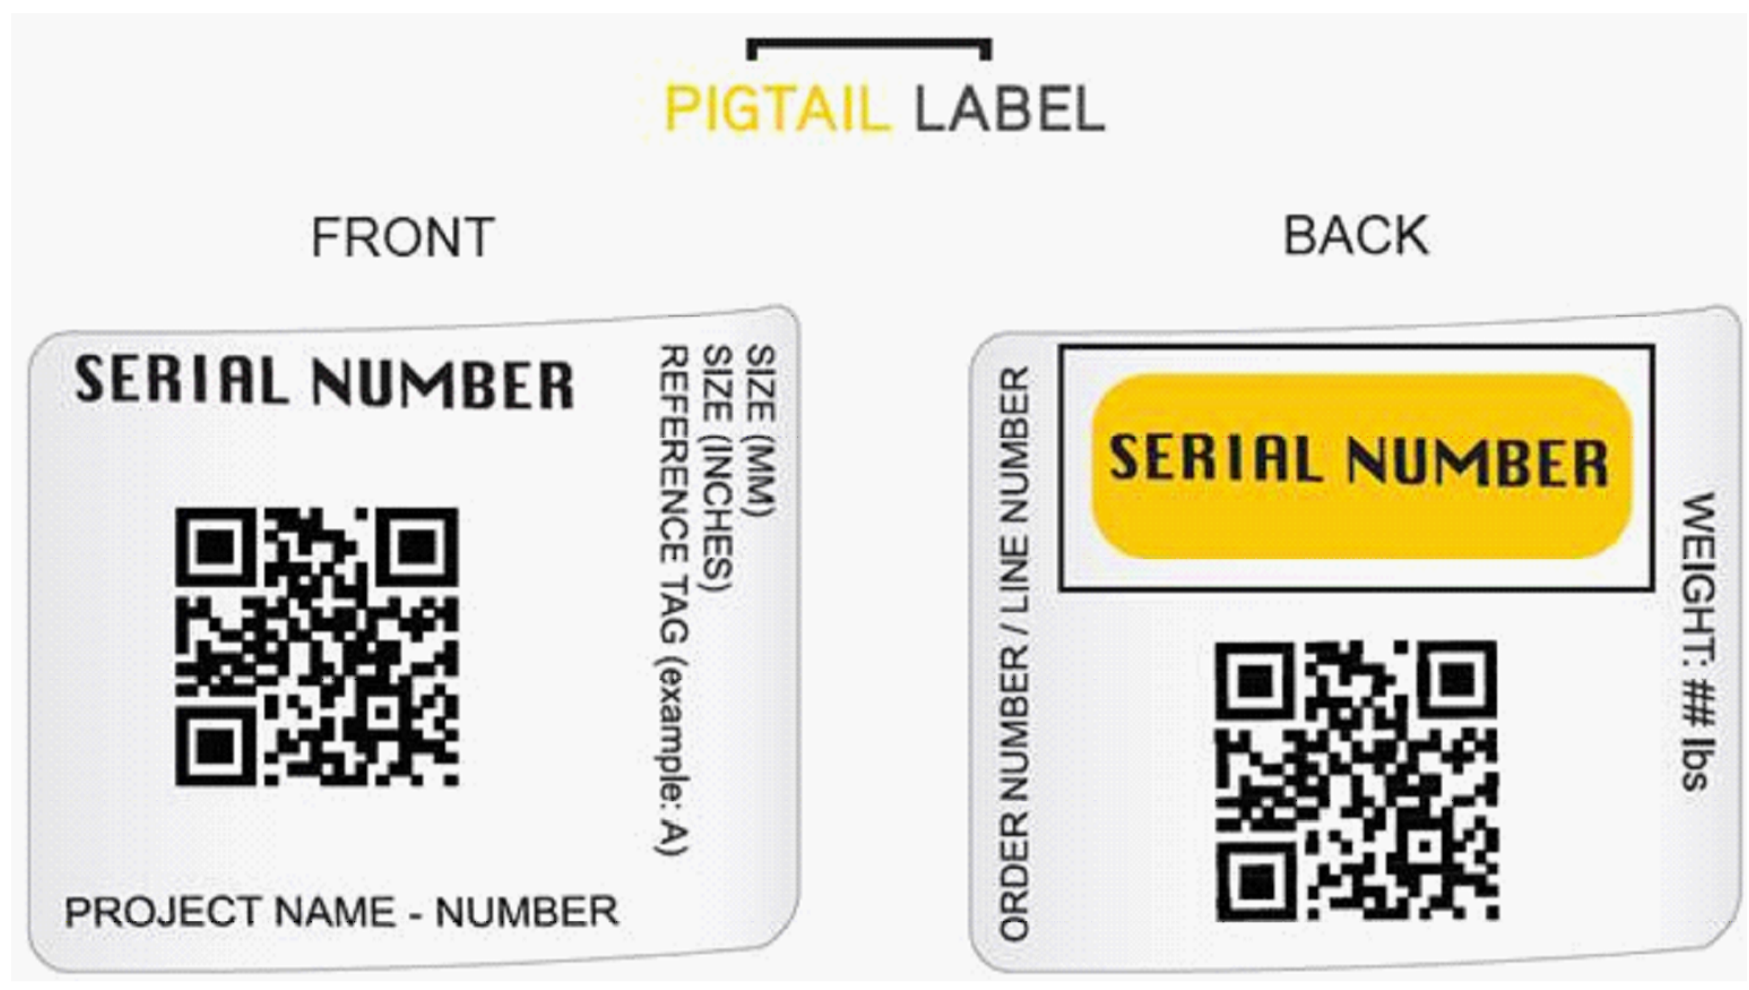 PIGTAIL LABEL
FRONT
SERIAL NUMBER
SIZE (MM)
SIZE (INCHES)
REFERENCE TAG (example: A)
PROJECT NAME - NUMBER
BACK
ORDER NUMBER / LINE NUMBER
SERIAL NUMBER
WEIGHT: ## lbs